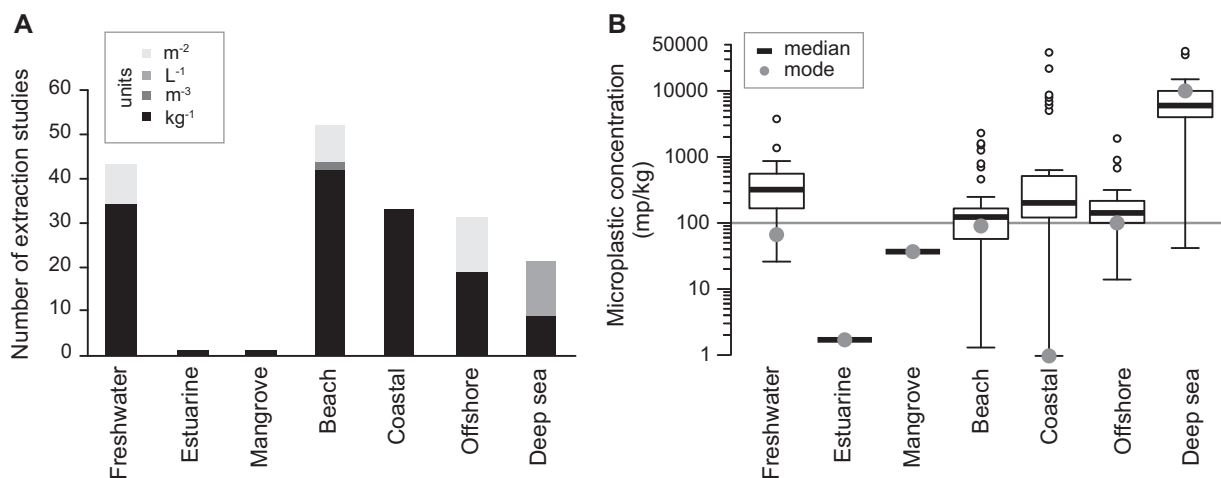 A
units
m⁻²
L⁻¹
m⁻³
kg⁻¹
Number of extraction studies
60
50
40
30
20
10
0
Freshwater
Estuarine
Mangrove
Beach
Coastal
Offshore
Deep sea
B
median
mode
Microplastic concentration
(mp/kg)
50000
10000
1000
100
10
1
Freshwater
Estuarine
Mangrove
Beach
Coastal
Offshore
Deep sea